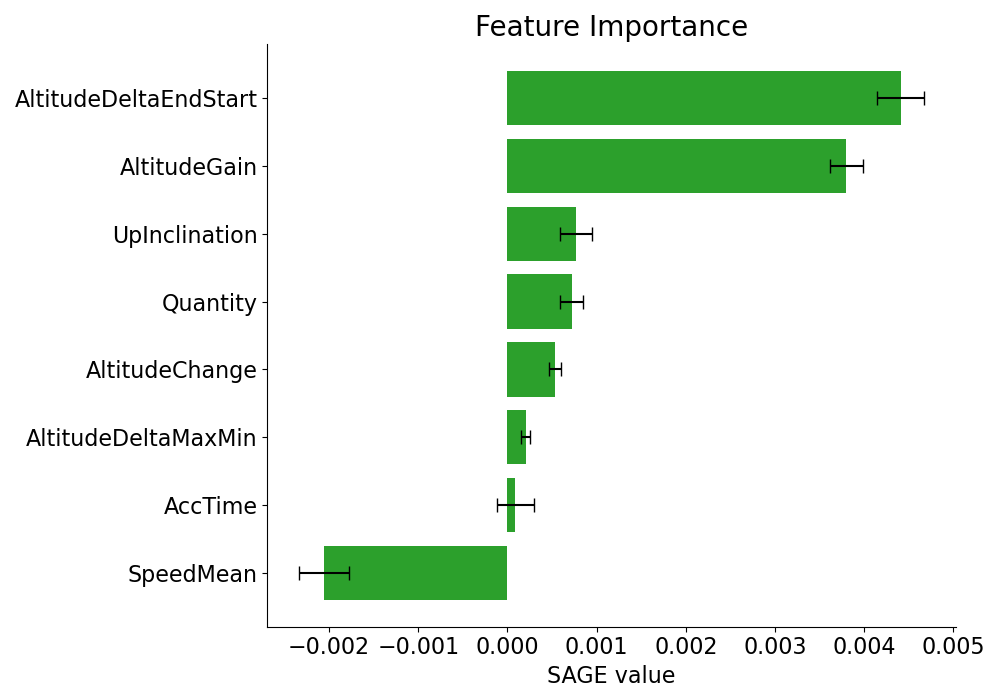 Feature Importance
AltitudeDeltaEndStart
AltitudeGain
UpInclination
Quantity
AltitudeChange
AltitudeDeltaMaxMin
AccTime
SpeedMean
−0.002 −0.001 0.000 0.001 0.002 0.003 0.004 0.005
SAGE value